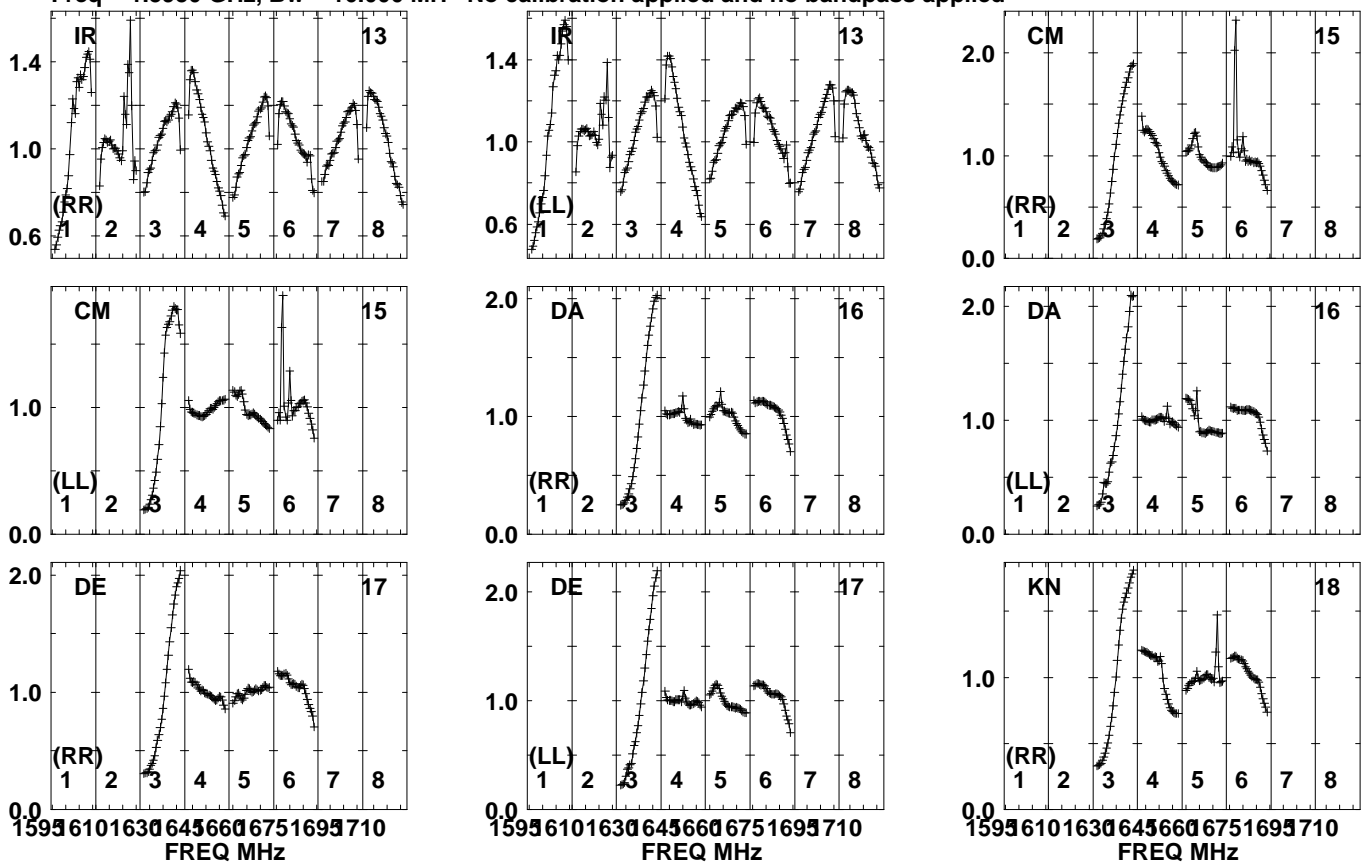 Freq GHz, No calibration applied and no bandpass applied
IR 13 IR 13 CM 15
1.4 1.4 2.0
1.0 1.0 1.0
(RR) (LL) (RR)
1 2 3 4 5 6 7 8 1 2 3 4 5 6 7 8 1 2 3 4 5 6 7 8
0.6 0.6 0.0
CM 15 DA 16 DA 16
2.0 2.0
1.0 1.0 1.0
(LL) (RR) (LL)
1 2 3 4 5 6 7 8 1 2 3 4 5 6 7 8 1 2 3 4 5 6 7 8
0.0 0.0 0.0
DE 17 DE 17 KN 18
2.0 2.0
1.0 1.0 1.0
(RR) (LL) (RR)
1 2 3 4 5 6 7 8 1 2 3 4 5 6 7 8 1 2 3 4 5 6 7 8
0.0 0.0 0.0
1595 1610 1630 1645 1660 1675 1695 1710 1595 1610 1630 1645 1660 1675 1695 1710 1595 1610 1630 1645 1660 1675 1695 1710
FREQ MHz FREQ MHz FREQ MHz